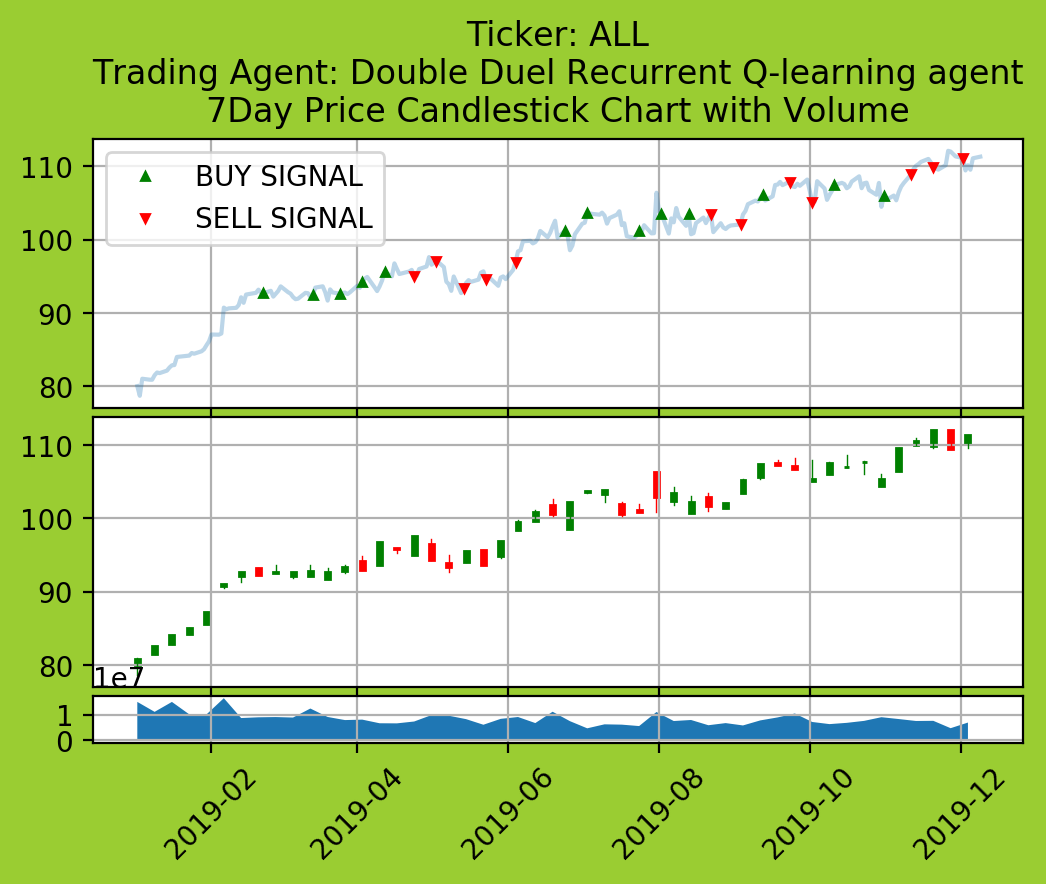 Ticker: ALL
Trading Agent: Double Duel Recurrent Q-learning agent
7Day Price Candlestick Chart with Volume
BUY SIGNAL
SELL SIGNAL
110
100
90
80
110
100
90
80
1e7
1
0
2019-02
2019-04
2019-06
2019-08
2019-10
2019-12